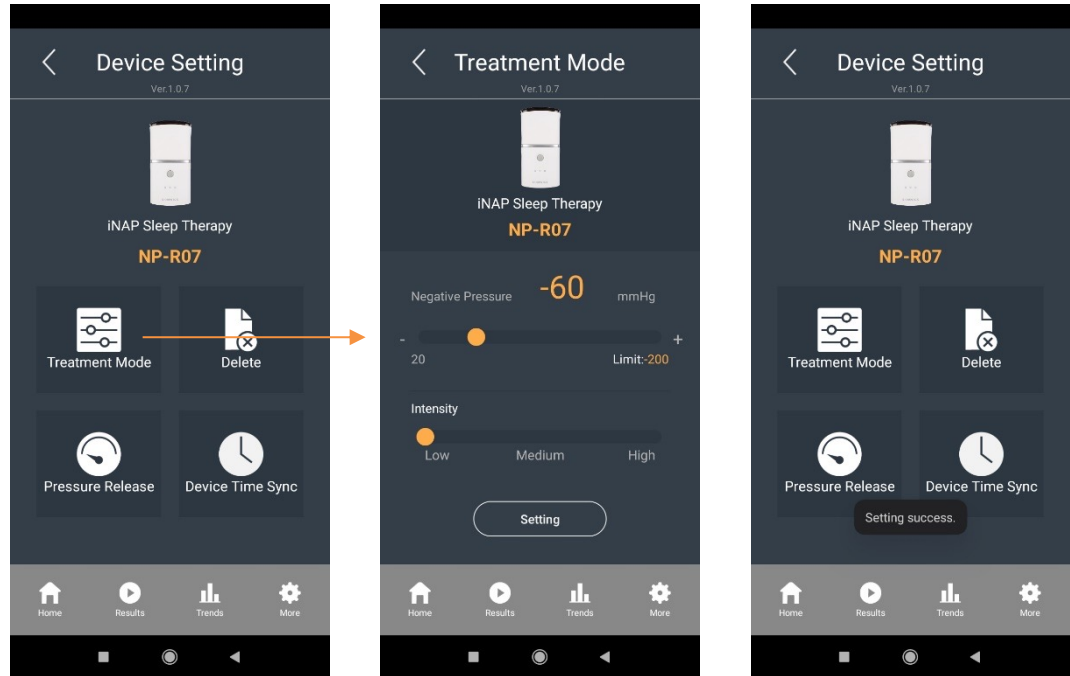 Device Setting
Ver.1.0.7
iNAP Sleep Therapy
NP-R07
Treatment Mode
Delete
Pressure Release
Device Time Sync
Home
Results
Trends
More
Treatment Mode
Ver.1.0.7
iNAP Sleep Therapy
NP-R07
Negative Pressure -60 mmHg
- +
20 Limit:-200
Intensity
Low Medium High
Setting
Home
Results
Trends
More
Device Setting
Ver.1.0.7
iNAP Sleep Therapy
NP-R07
Treatment Mode
Delete
Pressure Release
Device Time Sync
Setting success.
Home
Results
Trends
More